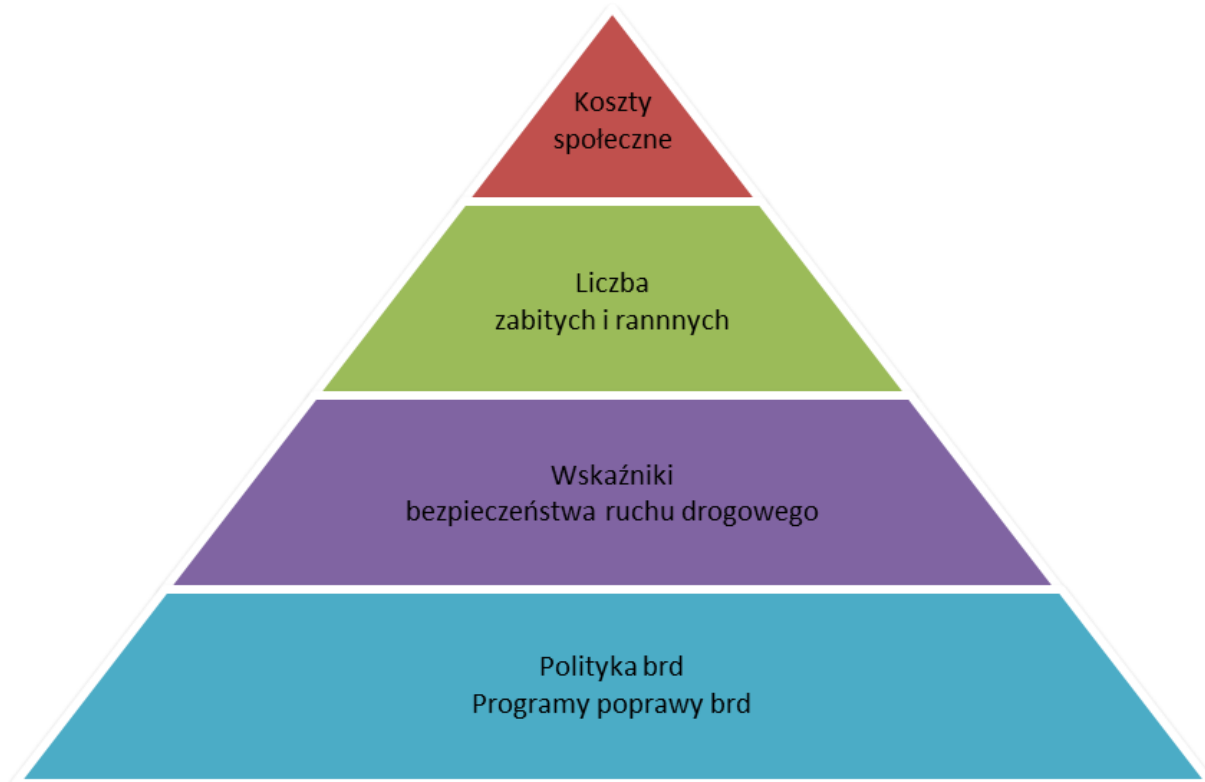 Koszty
społeczne
Liczba
zabitych i rannnych
Wskaźniki
bezpieczeństwa ruchu drogowego
Polityka brd
Programy poprawy brd